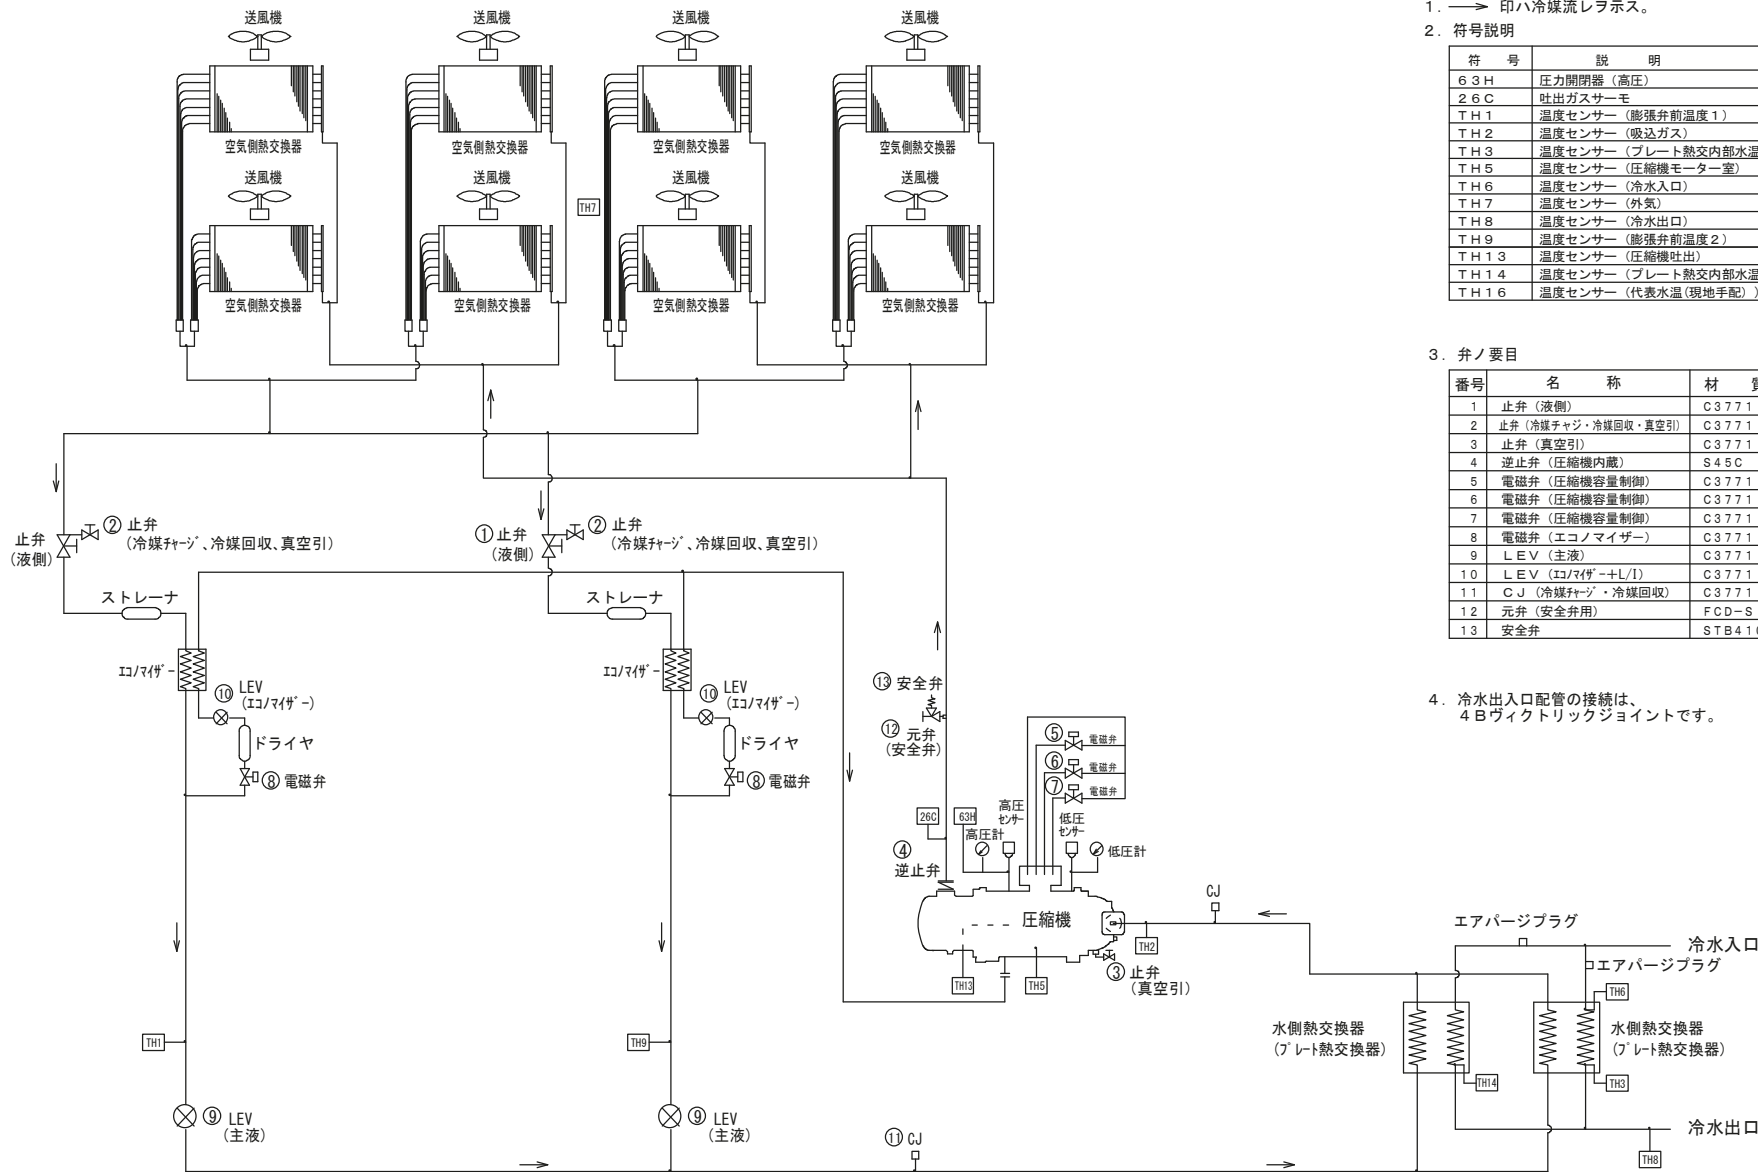 送風機
送風機
送風機
送風機
空気側熱交換器
空気側熱交換器
空気側熱交換器
空気側熱交換器
送風機
送風機
送風機
送風機
TH7
空気側熱交換器
空気側熱交換器
空気側熱交換器
空気側熱交換器
1. → 印ハ冷媒流レヲ示ス。
2. 符号説明
符 号 説 明
63H 圧力開閉器（高圧）
26C 吐出ガスサーモ
TH1 温度センサー（膨張弁前温度1）
TH2 温度センサー（吸込ガス）
TH3 温度センサー（プレート熱交内部水温
TH5 温度センサー（圧縮機モーター室）
TH6 温度センサー（冷水入口）
TH7 温度センサー（外気）
TH8 温度センサー（冷水出口）
TH9 温度センサー（膨張弁前温度2）
TH13 温度センサー（圧縮機吐出）
TH14 温度センサー（プレート熱交内部水温
TH16 温度センサー（代表水温(現地手配)）
3. 弁ノ要目
番号 名 称 材 質
1 止弁（液側） C3771
2 止弁（冷媒チャジ・冷媒回収・真空引） C3771
3 止弁（真空引） C3771
4 逆止弁（圧縮機内蔵） S45C
5 電磁弁（圧縮機容量制御） C3771
6 電磁弁（圧縮機容量制御） C3771
7 電磁弁（圧縮機容量制御） C3771
8 電磁弁（エコノマイザー） C3771
9 LEV（主液） C3771
10 LEV（ｴｺﾉﾏｲｻﾞｰ+L/I） C3771
11 CJ（冷媒ﾁｬｰｼﾞ・冷媒回収） C3771
12 元弁（安全弁用） FCD-S
13 安全弁 STB410
4. 冷水出入口配管の接続は、
4Bヴィクトリックジョイントです。
止弁
(液側)
② 止弁
(冷媒ﾁｬｰｼﾞ、冷媒回収、真空引)
① 止弁
(液側)
② 止弁
(冷媒ﾁｬｰｼﾞ、冷媒回収、真空引)
ストレーナ
ストレーナ
ｴｺﾉﾏｲｻﾞｰ
⑩ LEV
(ｴｺﾉﾏｲｻﾞｰ)
ドライヤ
⑧ 電磁弁
ｴｺﾉﾏｲｻﾞｰ
⑩ LEV
(ｴｺﾉﾏｲｻﾞｰ)
ドライヤ
⑧ 電磁弁
⑬ 安全弁
⑫ 元弁
(安全弁)
⑤ 電磁弁
⑥ 電磁弁
⑦ 電磁弁
26C
63H
高圧
ｾﾝｻｰ
高圧計
低圧
ｾﾝｻｰ
低圧計
④
逆止弁
圧縮機
CJ
TH2
TH13
TH5
③ 止弁
(真空引)
エアパージプラグ
冷水入口
エアパージプラグ
TH6
水側熱交換器
(ﾌﾟﾚｰﾄ熱交換器)
水側熱交換器
(ﾌﾟﾚｰﾄ熱交換器)
TH14
TH3
TH1
TH9
⑨ LEV
(主液)
⑨ LEV
(主液)
⑪ CJ
冷水出口
TH8